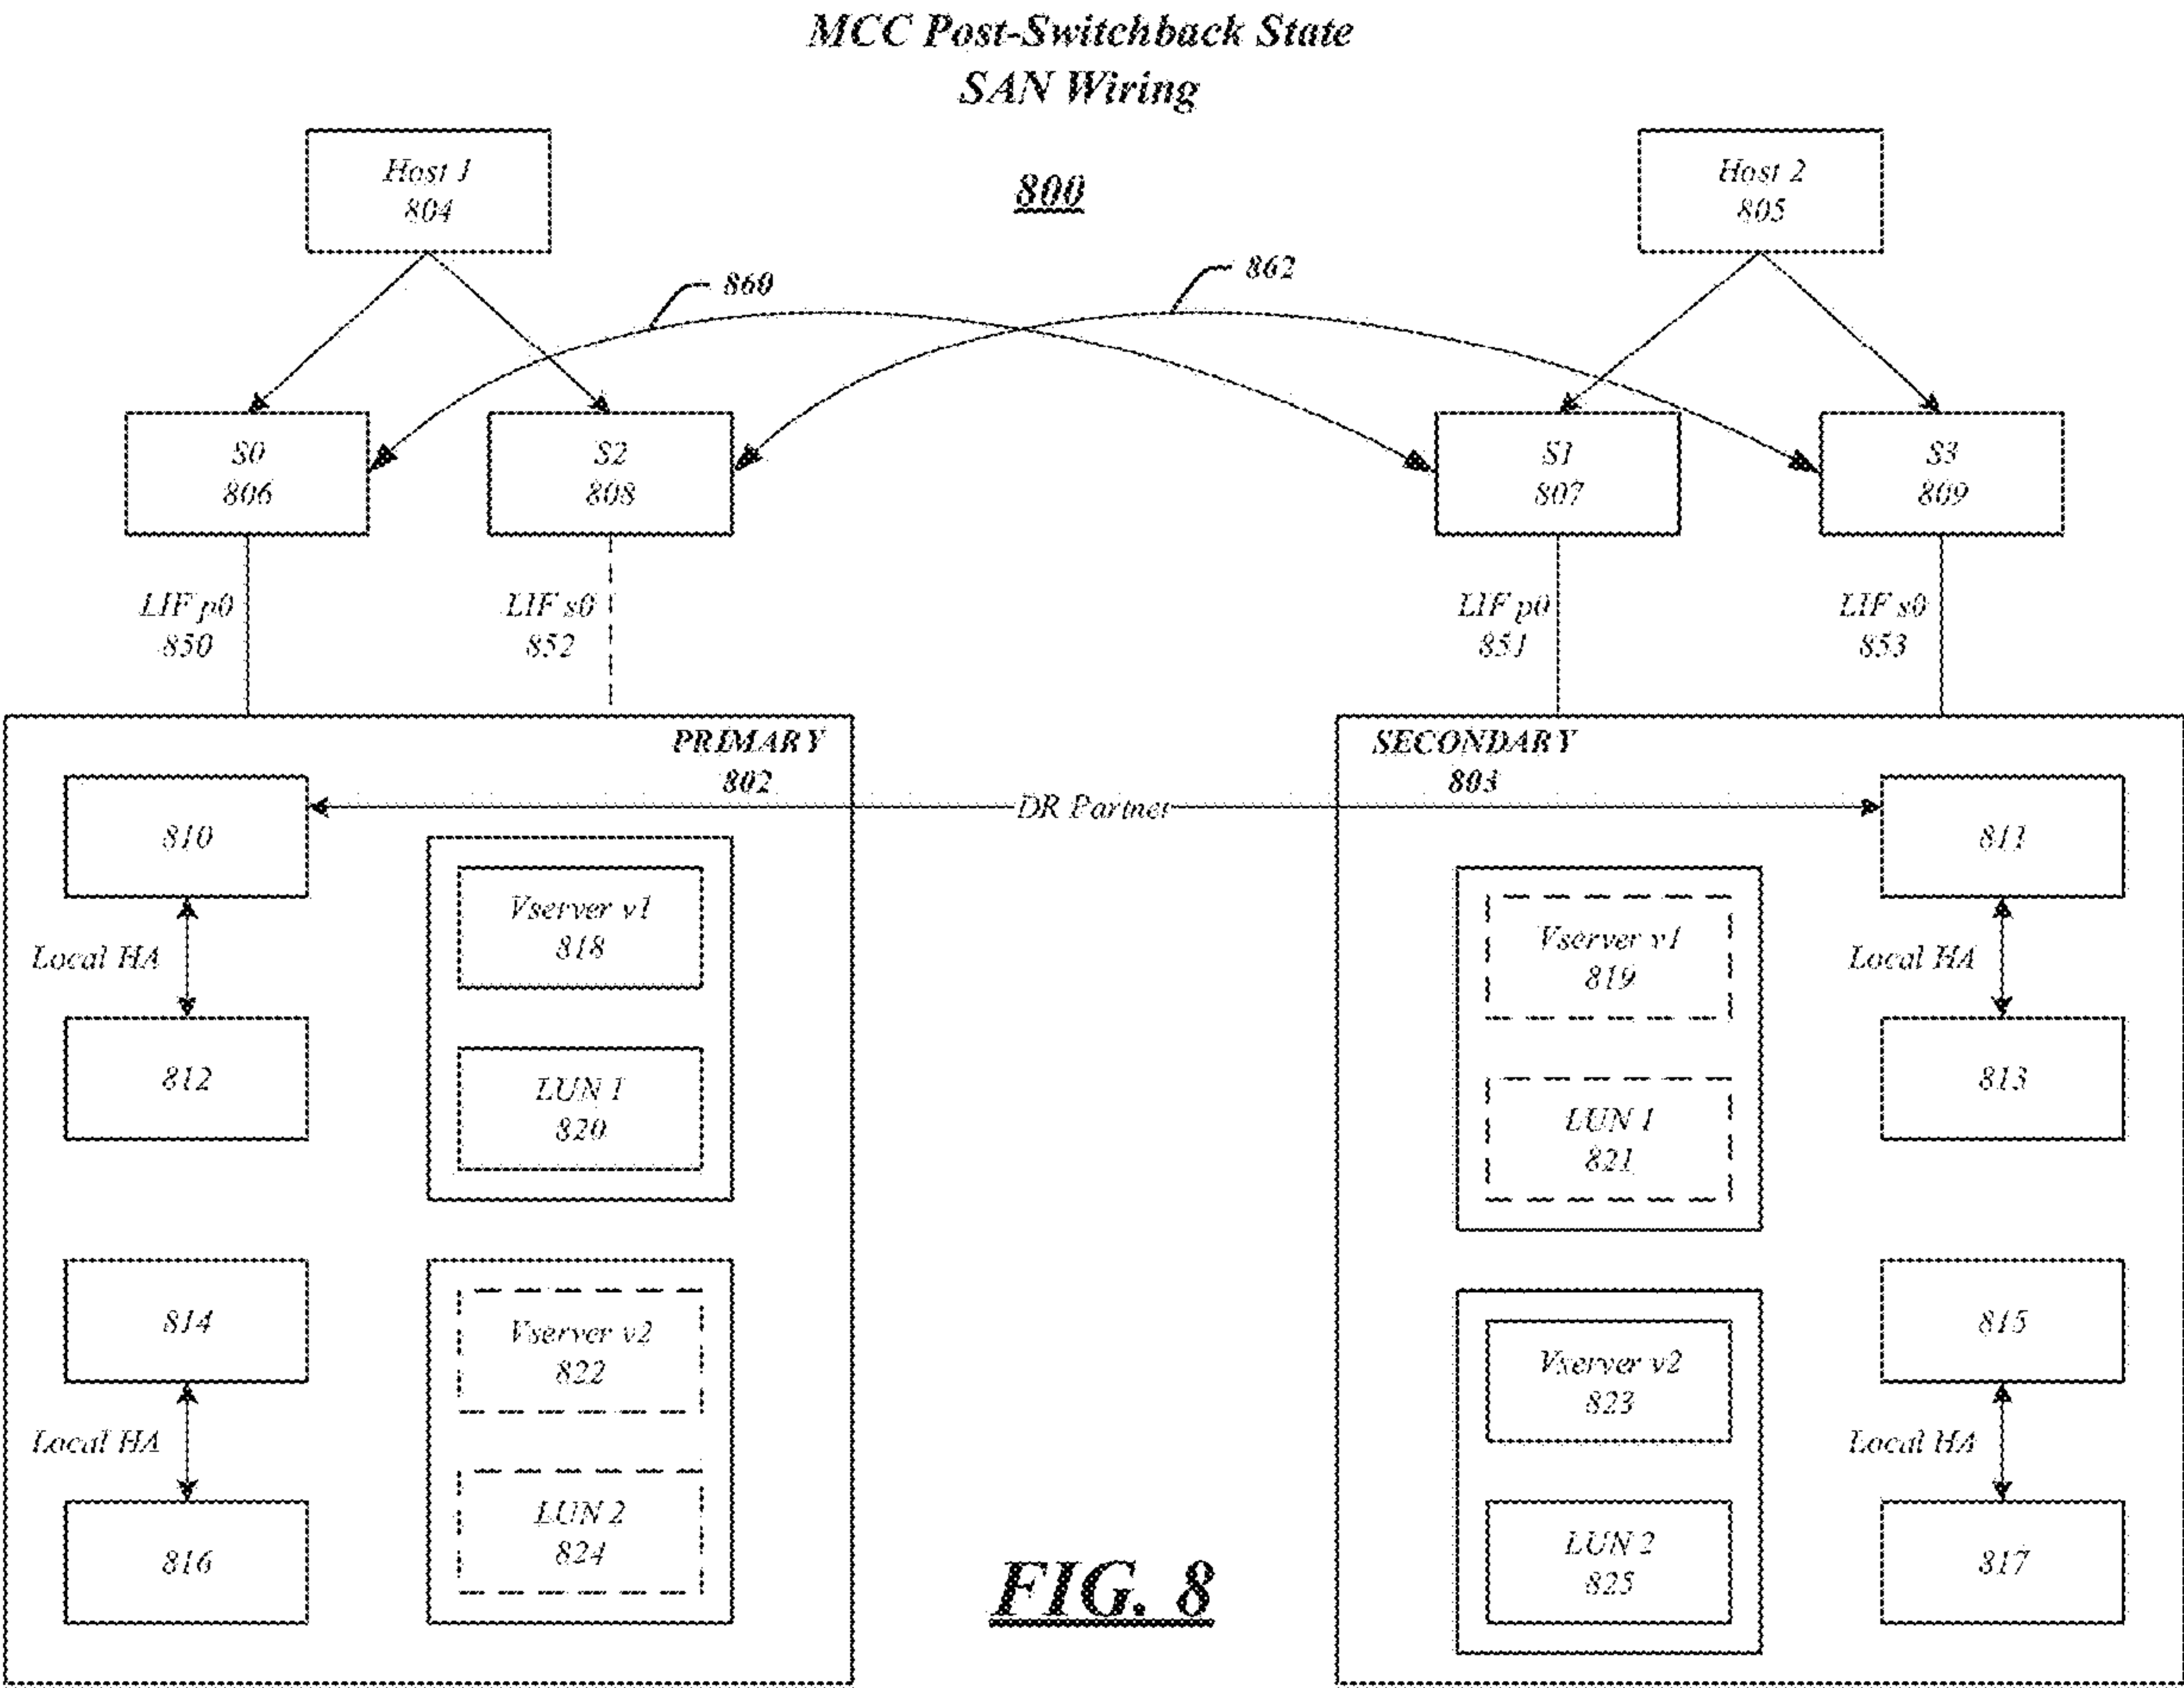 MCC Post-Switchback State
SAN Wiring
800
Host 1
804
Host 2
805
860
862
S0
806
S2
808
S1
807
S3
809
LIF p0
850
LIF s0
852
LIF p0
851
LIF s0
853
PRIMARY
802
SECONDARY
803
DR Partner
810
Local HA
812
814
Local HA
816
Vserver v1
818
LUN 1
820
Vserver v2
822
LUN 2
824
Vserver v1
819
LUN 1
821
Vserver v2
823
LUN 2
825
811
Local HA
813
815
Local HA
817
FIG. 8